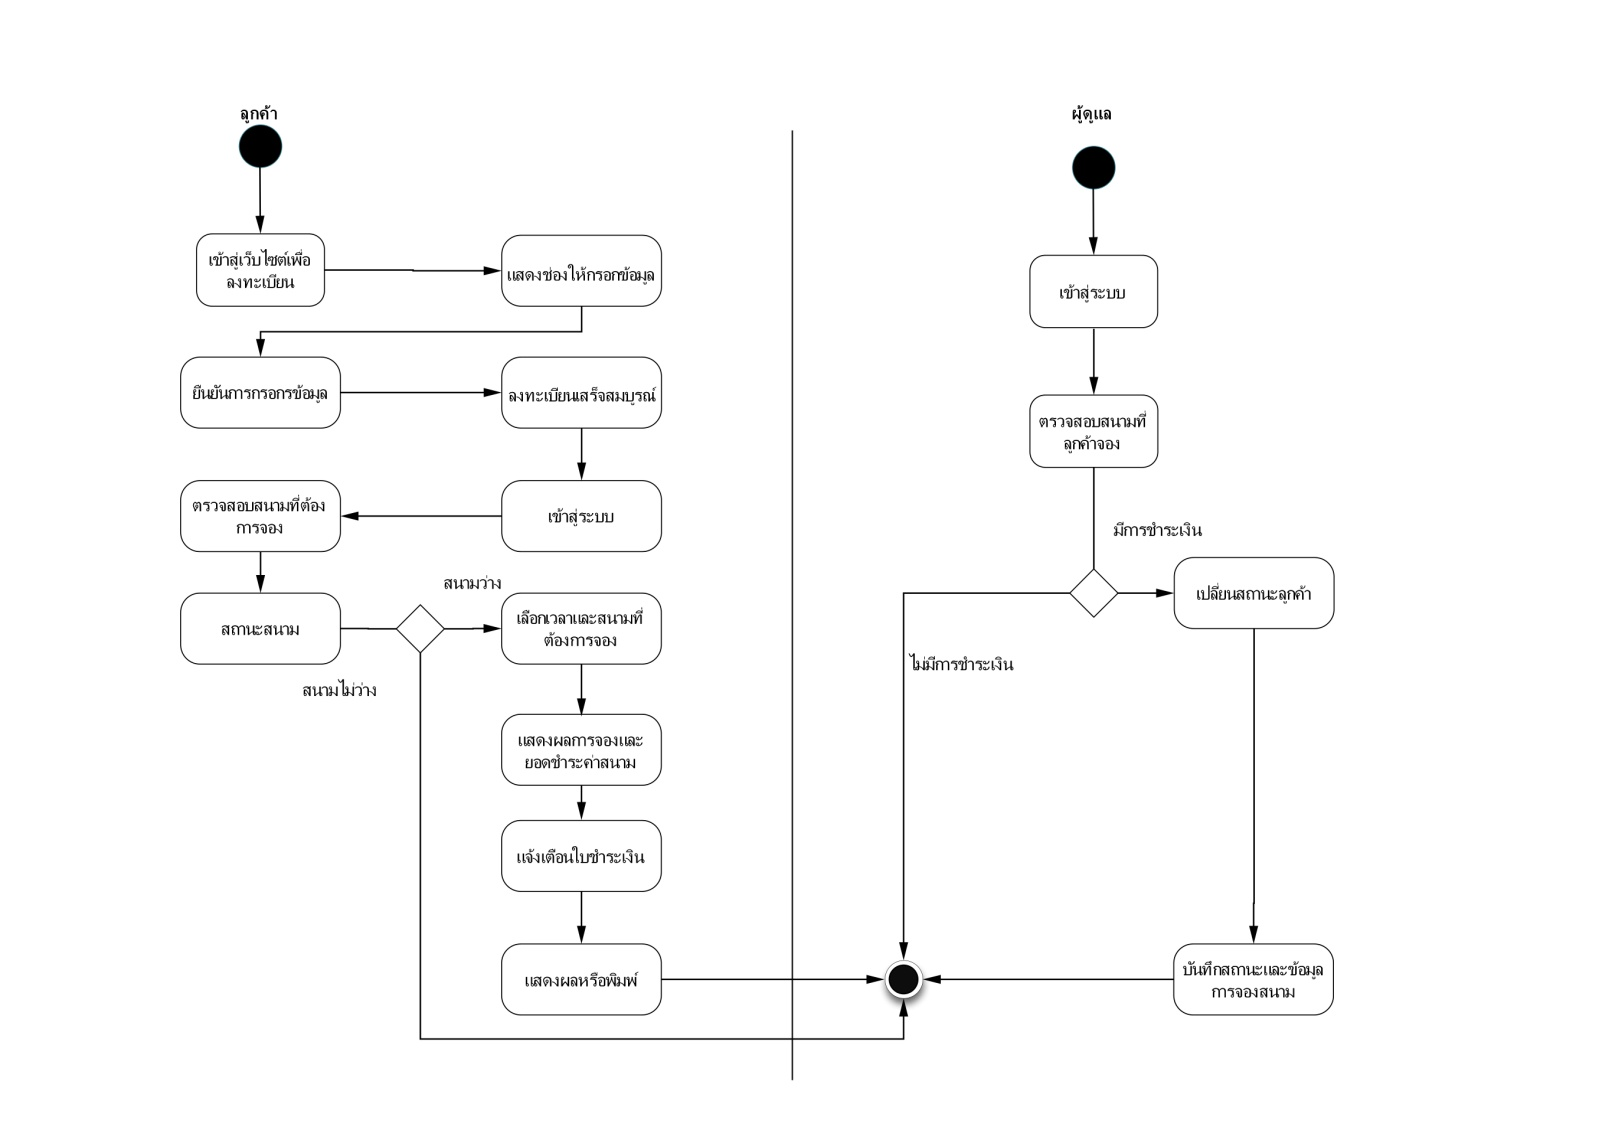 ลูกค้า
เข้าสู่เว็บไซต์เพื่อ
ลงทะเบียน
แสดงช่องให้กรอกข้อมูล
ยืนยันการกรอกรข้อมูล
ลงทะเบียนเสร็จสมบูรณ์
ตรวจสอบสนามที่ต้อง
การจอง
เข้าสู่ระบบ
สถานะสนาม
สนามว่าง
สนามไม่ว่าง
เลือกเวลาและสนามที่
ต้องการจอง
แสดงผลการจองและ
ยอดชำระค่าสนาม
แจ้งเตือนใบชำระเงิน
แสดงผลหรือพิมพ์
ผู้ดูแล
เข้าสู่ระบบ
ตรวจสอบสนามที่
ลูกค้าจอง
มีการชำระเงิน
เปลี่ยนสถานะลูกค้า
ไม่มีการชำระเงิน
บันทึกสถานะและข้อมูล
การจองสนาม